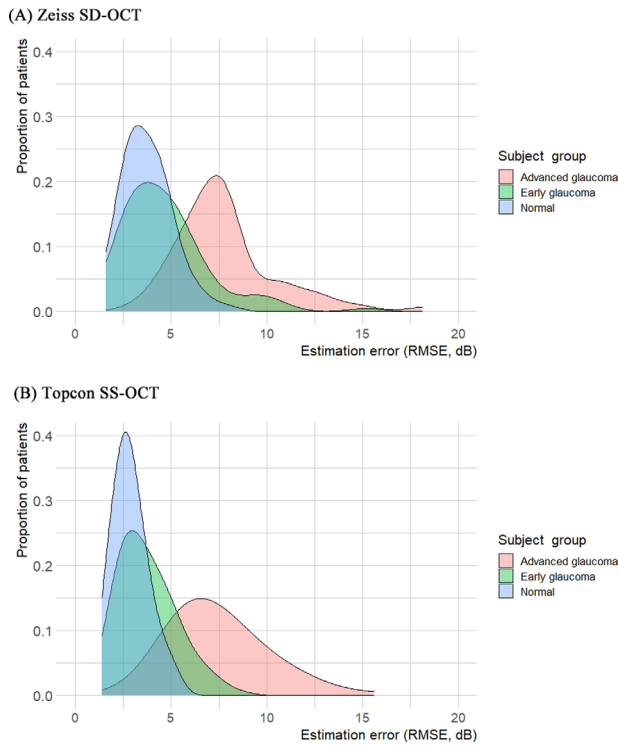 (A) Zeiss SD-OCT
Proportion of patients
0.4
0.3
0.2
0.1
0.0
0 5 10 15 20
Estimation error (RMSE, dB)
Subject group
Advanced glaucoma
Early glaucoma
Normal
(B) Topcon SS-OCT
Proportion of patients
0.4
0.3
0.2
0.1
0.0
0 5 10 15 20
Estimation error (RMSE, dB)
Subject group
Advanced glaucoma
Early glaucoma
Normal